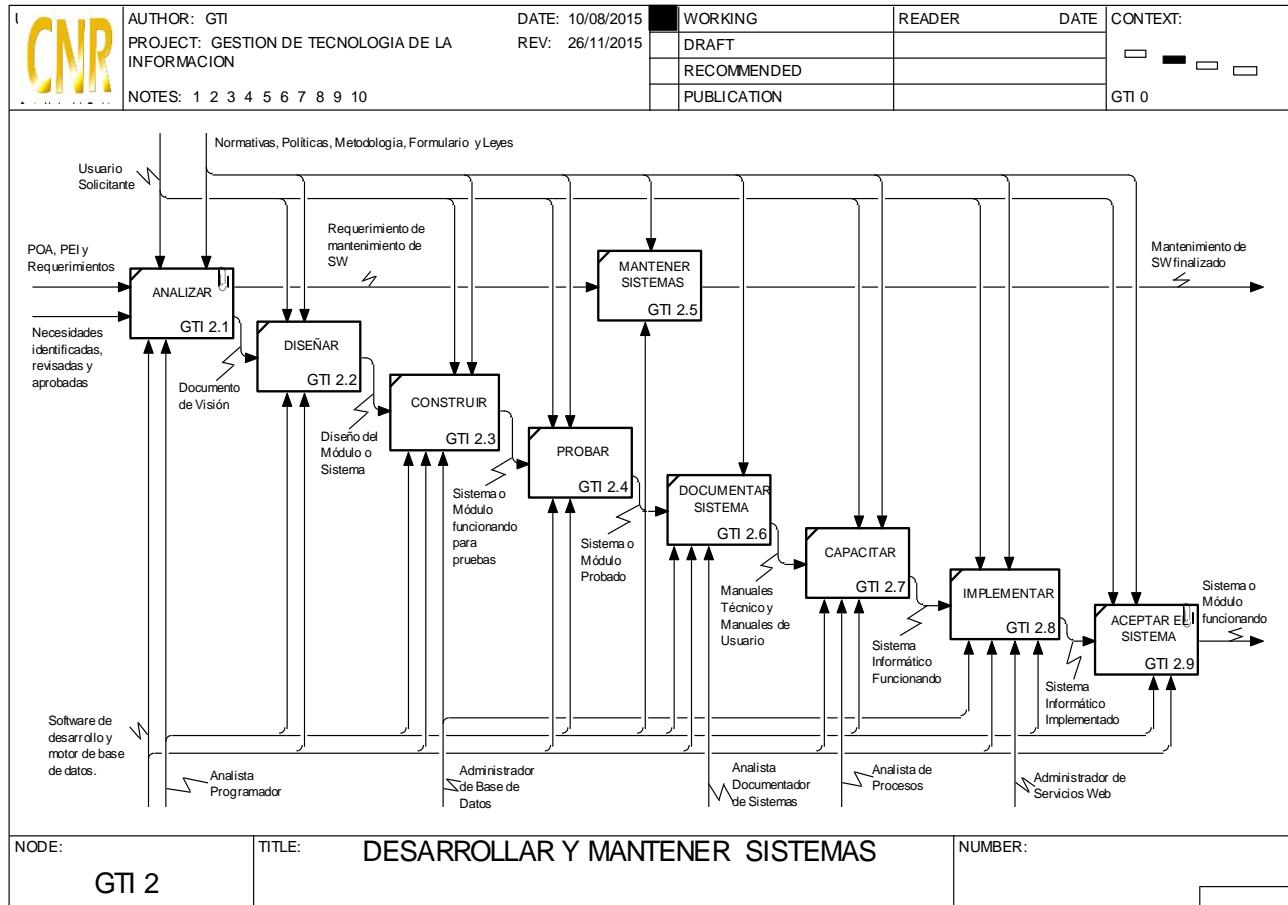 CNR
AUTHOR: GTI
DATE: 10/08/2015
PROJECT: GESTION DE TECNOLOGIA DE LA
INFORMACION
REV: 26/11/2015
NOTES: 1 2 3 4 5 6 7 8 9 10
WORKING
DRAFT
RECOMMENDED
PUBLICATION
READER DATE
CONTEXT:
GTI 0
Normativas, Políticas, Metodologia, Formulario y Leyes
Usuario
Solicitante
POA, PEI y
Requerimientos
Necesidades
identificadas,
revisadas y
aprobadas
Requerimiento de
mantenimiento de
SW
Mantenimiento de
SW finalizado
ANALIZAR
GTI 2.1
Documento
de Visión
DISEÑAR
GTI 2.2
Diseño del
Módulo o
Sistema
CONSTRUIR
GTI 2.3
Sistema o
Módulo
funcionando
para
pruebas
PROBAR
GTI 2.4
Sistema o
Módulo
Probado
MANTENER
SISTEMAS
GTI 2.5
DOCUMENTAR
SISTEMA
GTI 2.6
Manuales
Técnico y
Manuales de
Usuario
CAPACITAR
GTI 2.7
Sistema
Informático
Funcionando
IMPLEMENTAR
GTI 2.8
Sistema
Informático
Implementado
ACEPTAR EL
SISTEMA
GTI 2.9
Sistema o
Módulo
funcionando
Software de
desarrollo y
motor de base
de datos.
Analista
Programador
Administrador
de Base de
Datos
Analista
Documentador
de Sistemas
Analista de
Procesos
Administrador de
Servicios Web
NODE:
GTI 2
TITLE:
DESARROLLAR Y MANTENER SISTEMAS
NUMBER: